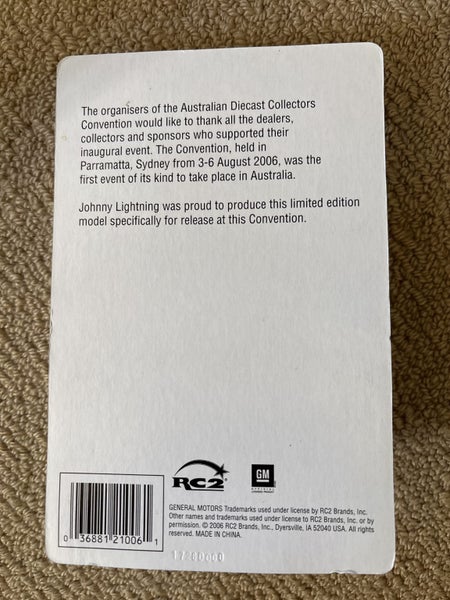 The organisers of the Australian Diecast Collectors
Convention would like to thank all the dealers,
collectors and sponsors who supported their
inaugural event. The Convention, held in
Parramatta, Sydney from 3-6 August 2006, was the
first event of its kind to take place in Australia.
Johnny Lightning was proud to produce this limited edition
model specifically for release at this Convention.
RC2
GM
GENERAL MOTORS Trademarks used under license by RC2 Brands, Inc.
Other names and trademarks used under license to RC2 Brands, Inc. or by
permission. © 2006 RC2 Brands, Inc., Dyersville, IA 52040 USA. All rights
reserved. MADE IN CHINA.
0 36881 21006 1